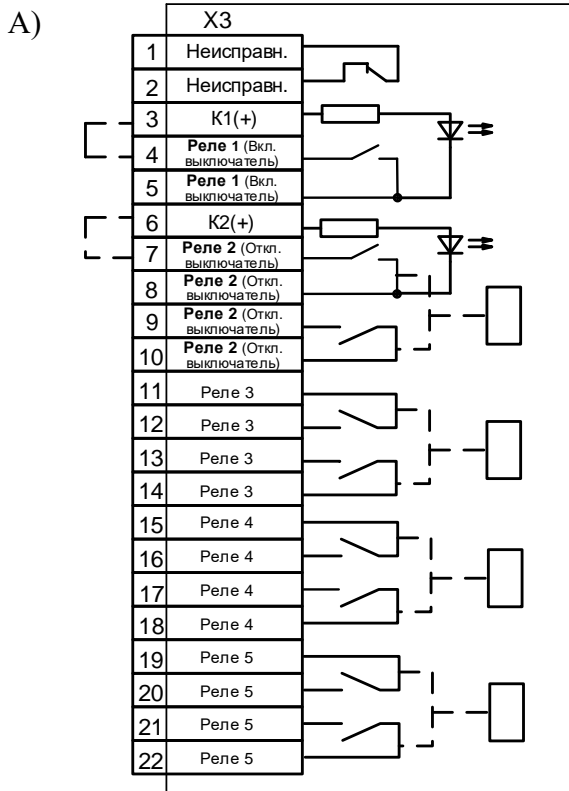 А)
X3
1 Неисправн.
2 Неисправн.
3 К1(+)
4 Реле 1 (Вкл.
выключатель)
5 Реле 1 (Вкл.
выключатель)
6 К2(+)
7 Реле 2 (Откл.
выключатель)
8 Реле 2 (Откл.
выключатель)
9 Реле 2 (Откл.
выключатель)
10 Реле 2 (Откл.
выключатель)
11 Реле 3
12 Реле 3
13 Реле 3
14 Реле 3
15 Реле 4
16 Реле 4
17 Реле 4
18 Реле 4
19 Реле 5
20 Реле 5
21 Реле 5
22 Реле 5